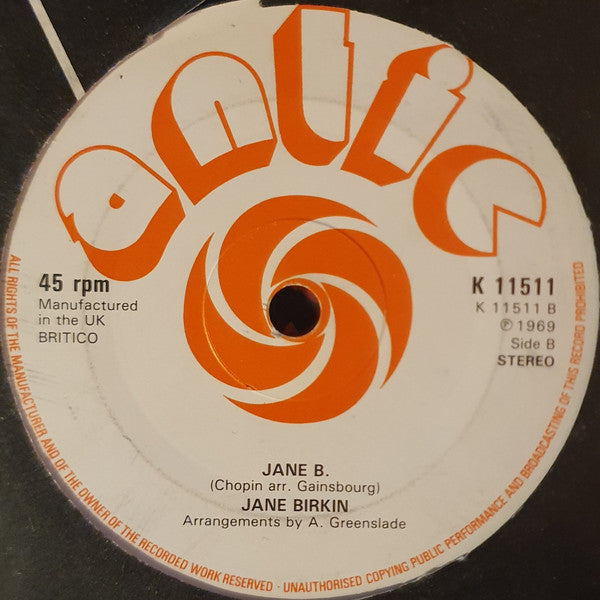 antic
45 rpm
Manufactured
in the UK
BRITICO
K 11511
K 11511 B
℗ 1969
Side B
STEREO
JANE B.
(Chopin arr. Gainsbourg)
JANE BIRKIN
Arrangements by A. Greenslade
ALL RIGHTS OF THE MANUFACTURER AND OF THE OWNER OF THE RECORDED WORK RESERVED · UNAUTHORISED COPYING PUBLIC PERFORMANCE AND BROADCASTING OF THIS RECORD PROHIBITED